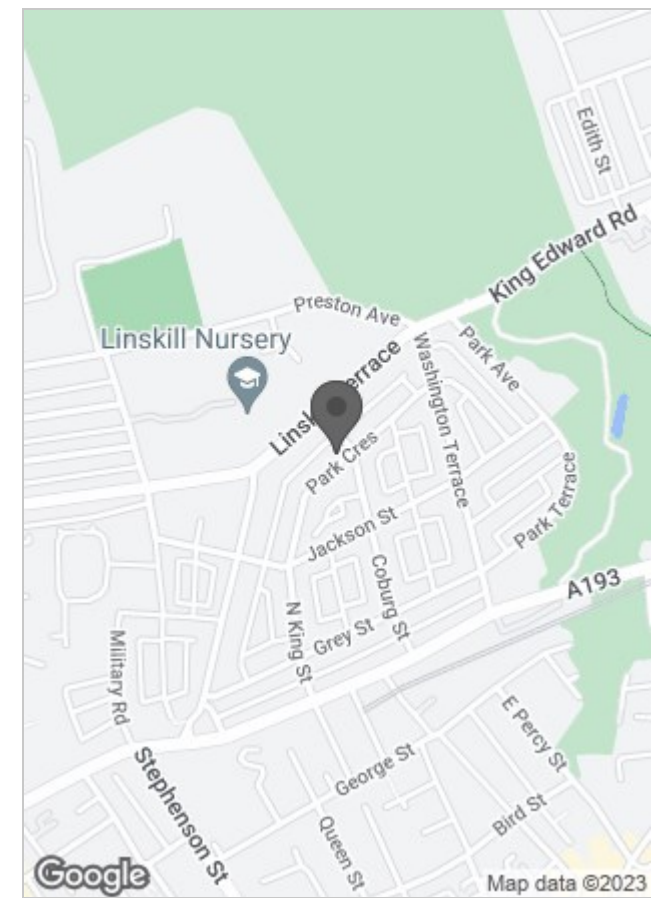 Edith St
King Edward Rd
Preston Ave
Linskill Nursery
Park Ave
Washington Terrace
Linsk
errace
Park Cres
Park Terrace
Jackson St
Coburg St
A193
N King St
Grey St
Military Rd
E Percy St
George St
Stephenson St
Bird St
Queen St
Google
Map data ©2023